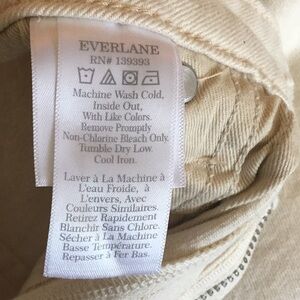 EVERLANE
RN# 139393
Machine Wash Cold,
Inside Out,
With Like Colors.
Remove Promptly
Non-Chlorine Bleach Only.
Tumble Dry Low.
Cool Iron.
Laver à La Machine à
L'eau Froide, à
L'envers, Avec
Couleurs Similaires.
Retirez Rapidement
Blanchir Sans Chlore.
Sécher à La Machine
Basse Température.
Repasser à Fer Bas.